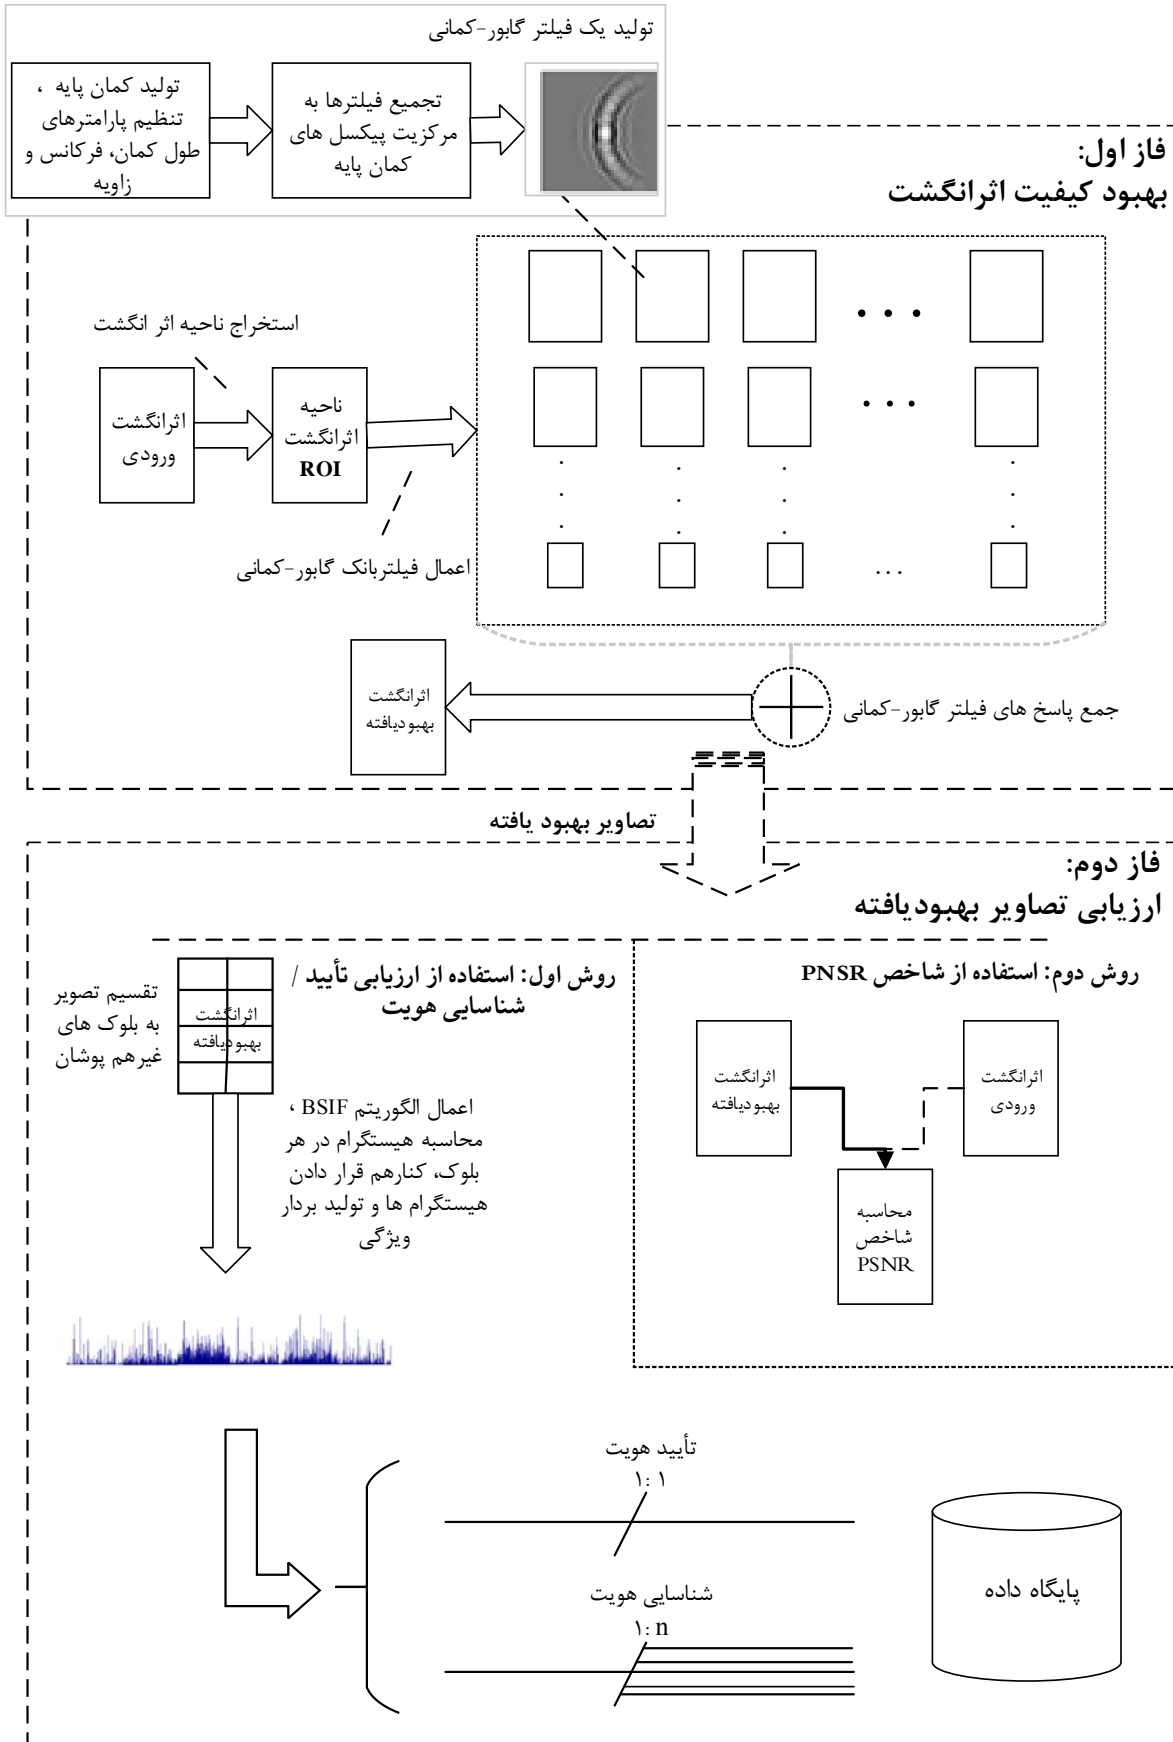 تولید یک فیلتر گابور-کمانی
تولید کمان پایه ،
تنظیم پارامترهای
طول کمان، فرکانس و
زاویه
تجمیع فیلترها به
مرکزیت پیکسل های
کمان پایه
فاز اول:
بهبود کیفیت اثرانگشت
استخراج ناحیه اثر انگشت
اثرانگشت
ورودی
ناحیه
اثرانگشت
ROI
...
...
اعمال فیلتربانک گابور-کمانی
...
اثرانگشت
بهبودیافته
جمع پاسخ های فیلتر گابور-کمانی
تصاویر بهبود یافته
فاز دوم:
ارزیابی تصاویر بهبودیافته
روش دوم: استفاده از شاخص PNSR
اثرانگشت
ورودی
اثرانگشت
بهبودیافته
محاسبه
شاخص
PSNR
روش اول: استفاده از ارزیابی تأیید /
شناسایی هویت
اثرانگشت
بهبودیافته
تقسیم تصویر
به بلوک های
غیرهم پوشان
اعمال الگوریتم BSIF ،
محاسبه هیستگرام در هر
بلوک، کنارهم قرار دادن
هیستگرام ها و تولید بردار
ویژگی
تأیید هویت
۱: ۱
شناسایی هویت
۱: n
پایگاه داده